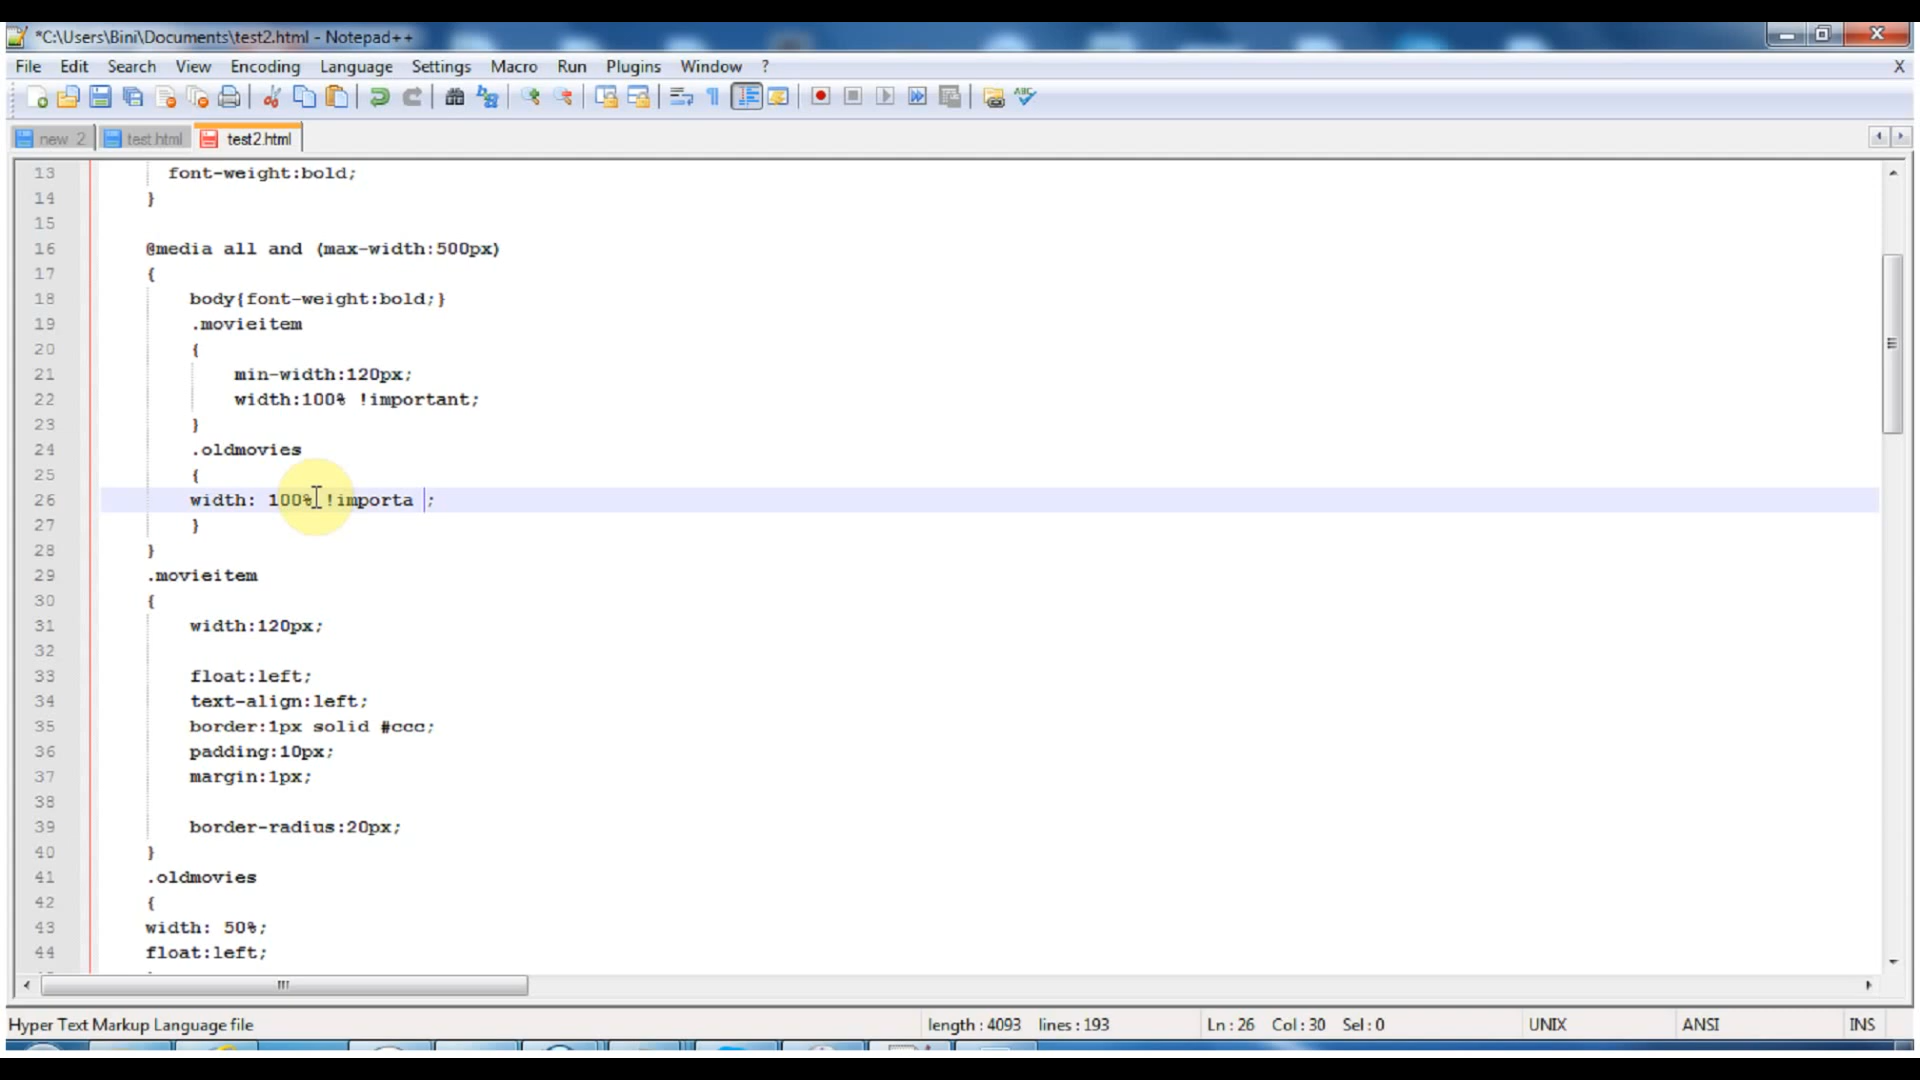 *C:\Users\Bini\Documents\test2.html - Notepad++
File Edit Search View Encoding Language Settings Macro Run Plugins Window ? X
new 2 test.html test2.html
13 font-weight:bold;
14 }
15
16 @media all and (max-width:500px)
17 {
18 body{font-weight:bold;}
19 .movieitem
20 {
21 min-width:120px;
22 width:100% !important;
23 }
24 .oldmovies
25 {
26 width: 100% !importa ;
27 }
28 }
29 .movieitem
30 {
31 width:120px;
32
33 float:left;
34 text-align:left;
35 border:1px solid #ccc;
36 padding:10px;
37 margin:1px;
38
39 border-radius:20px;
40 }
41 .oldmovies
42 {
43 width: 50%;
44 float:left;
Hyper Text Markup Language file length : 4093 lines : 193 Ln : 26 Col : 30 Sel : 0 UNIX ANSI INS